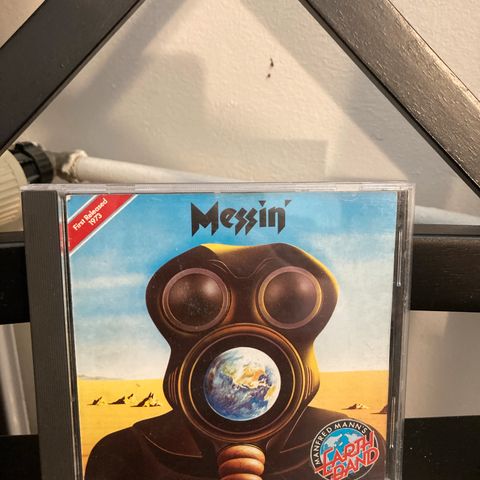 First Released
1973
Messin'
MANFRED MANN'S
EARTH
BAND